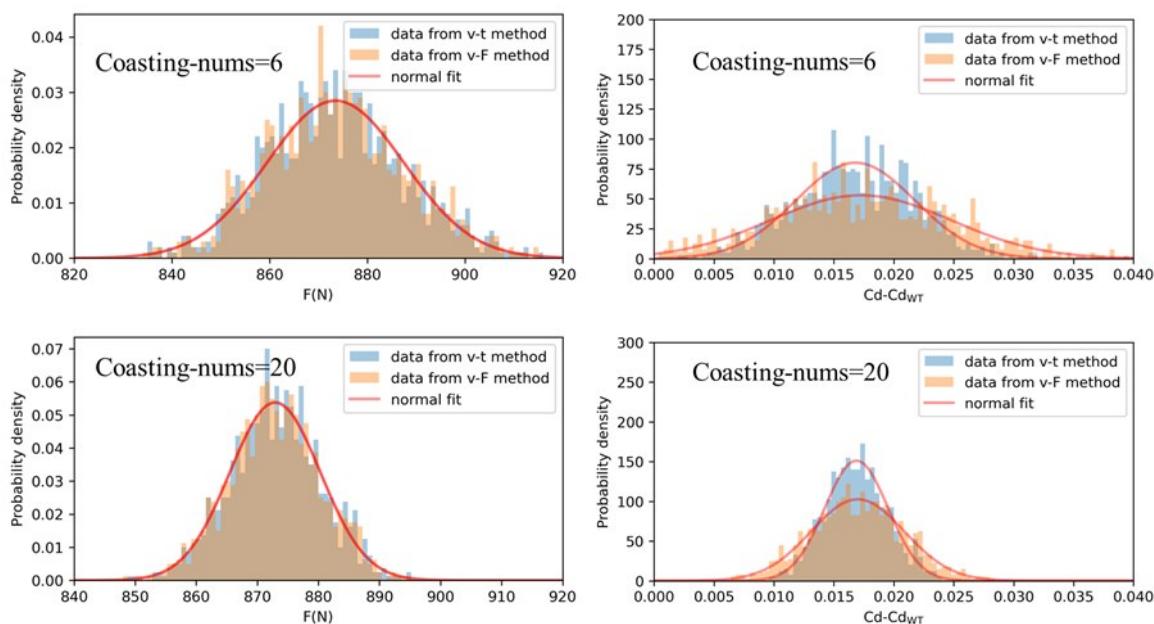 Coasting-nums=6
data from v-t method
data from v-F method
normal fit
Probability density
0.04
0.03
0.02
0.01
0.00
820 840 860 880 900 920
F(N)
Coasting-nums=6
data from v-t method
data from v-F method
normal fit
Probability density
200
175
150
125
100
75
50
25
0
0.000 0.005 0.010 0.015 0.020 0.025 0.030 0.035 0.040
Cd-CdWT
Coasting-nums=20
data from v-t method
data from v-F method
normal fit
Probability density
0.07
0.06
0.05
0.04
0.03
0.02
0.01
0.00
840 850 860 870 880 890 900 910 920
F(N)
Coasting-nums=20
data from v-t method
data from v-F method
normal fit
Probability density
300
250
200
150
100
50
0
0.000 0.005 0.010 0.015 0.020 0.025 0.030 0.035 0.040
Cd-CdWT